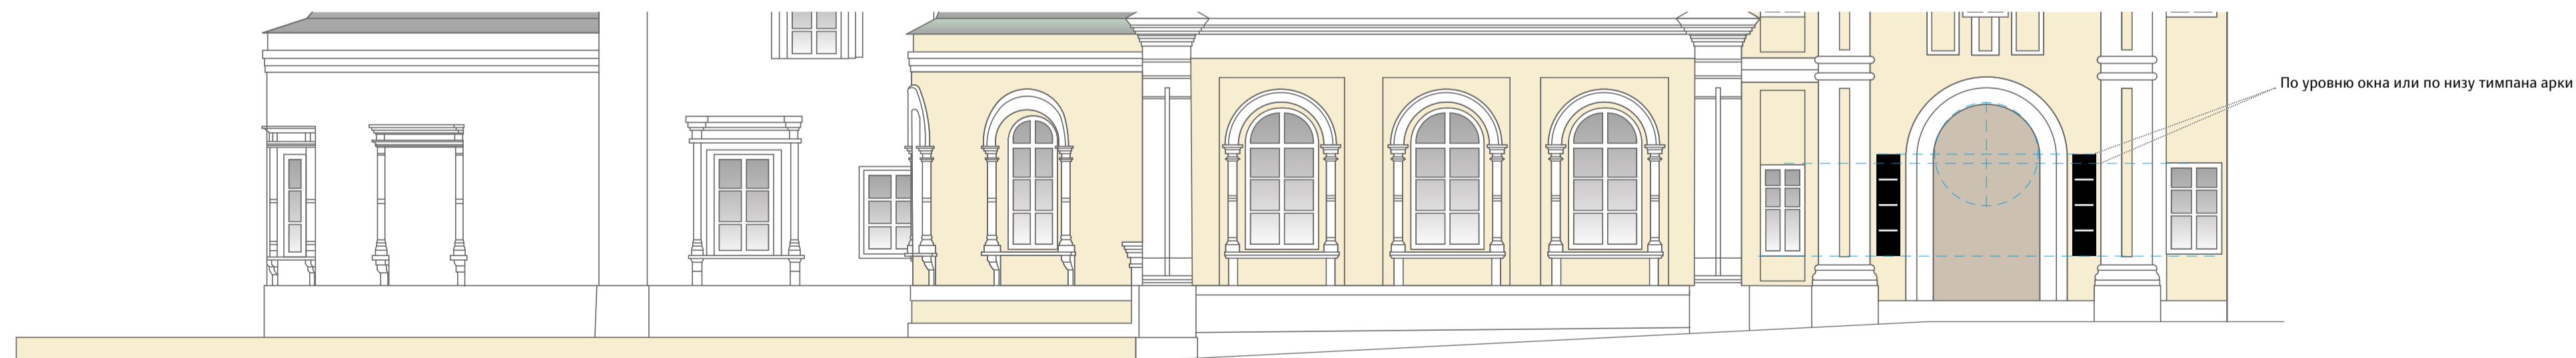 По уровню окна или по низу тимпана арки